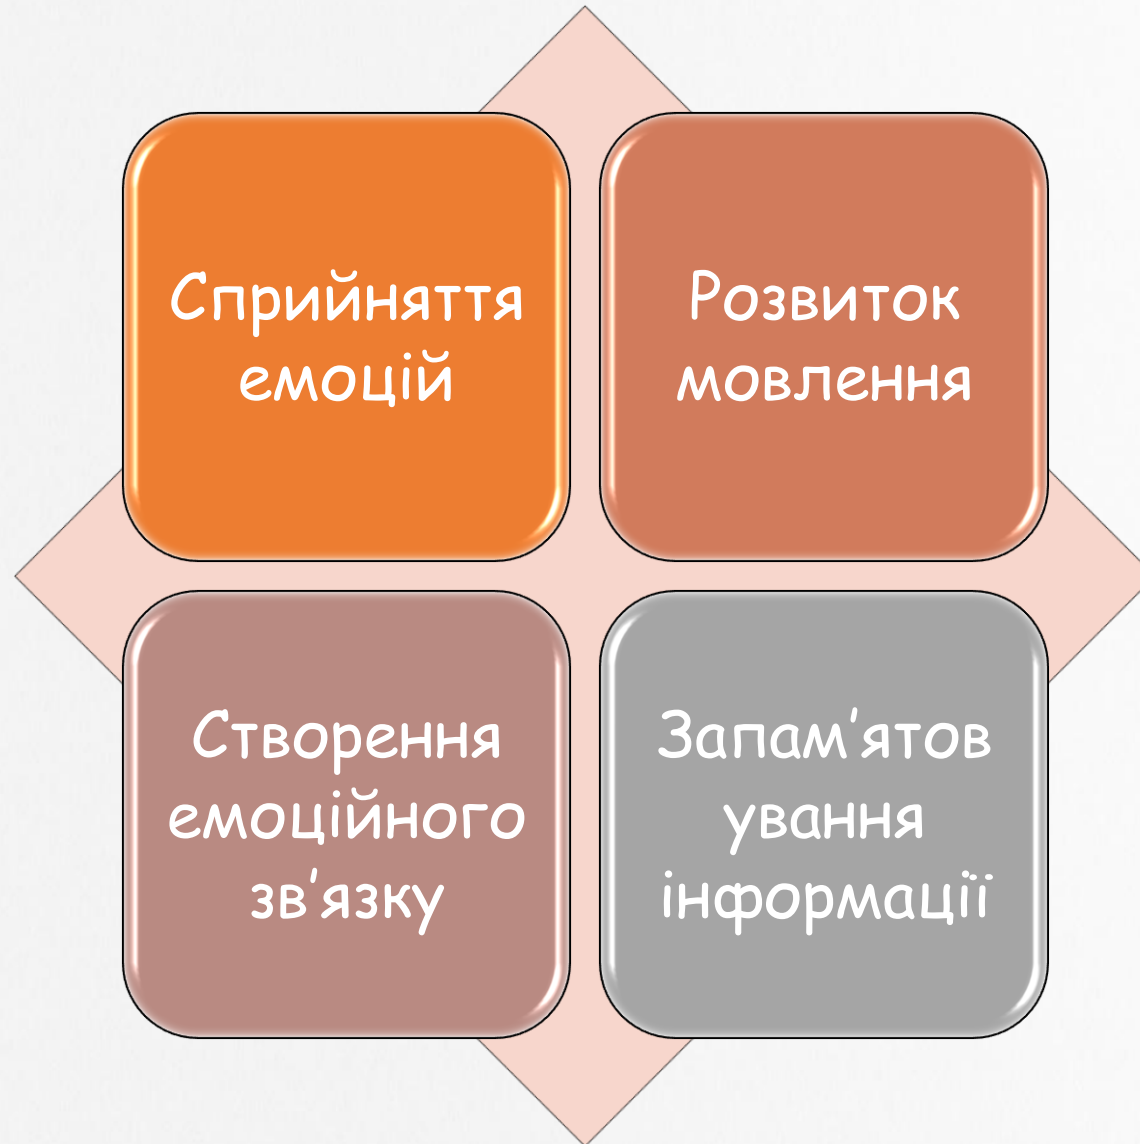 Сприйняття
емоцій
Розвиток
мовлення
Створення
емоційного
зв’язку
Запам’ятов
ування
інформації